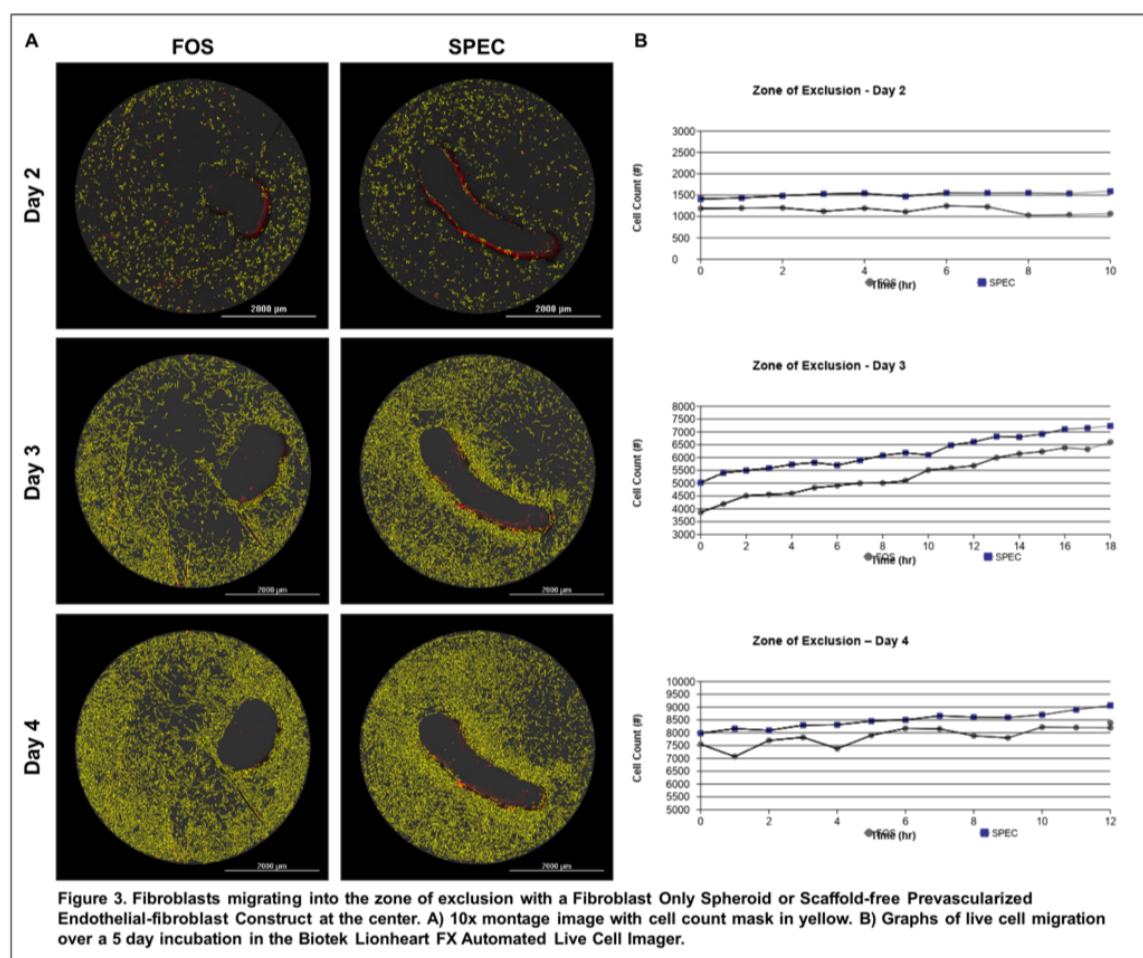 A
FOS
SPEC
B
Day 2
2000 µm
2000 µm
Day 3
2000 µm
2000 µm
Day 4
2000 µm
2000 µm
Zone of Exclusion - Day 2
Cell Count (#)
3000
2500
2000
1500
1000
500
0
0 2 4 6 8 10
Time (hr)
FOS
SPEC
Zone of Exclusion - Day 3
Cell Count (#)
8000
7500
7000
6500
6000
5500
5000
4500
4000
3500
3000
0 2 4 6 8 10 12 14 16 18
Time (hr)
FOS
SPEC
Zone of Exclusion – Day 4
Cell Count (#)
10000
9500
9000
8500
8000
7500
7000
6500
6000
5500
5000
0 2 4 6 8 10 12
Time (hr)
FOS
SPEC
Figure 3. Fibroblasts migrating into the zone of exclusion with a Fibroblast Only Spheroid or Scaffold-free Prevascularized
Endothelial-fibroblast Construct at the center. A) 10x montage image with cell count mask in yellow. B) Graphs of live cell migration
over a 5 day incubation in the Biotek Lionheart FX Automated Live Cell Imager.